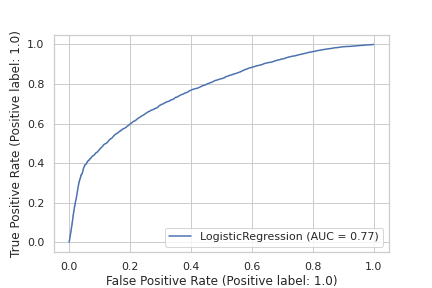 True Positive Rate (Positive label: 1.0)
1.0
0.8
0.6
0.4
0.2
0.0
LogisticRegression (AUC = 0.77)
0.0 0.2 0.4 0.6 0.8 1.0
False Positive Rate (Positive label: 1.0)